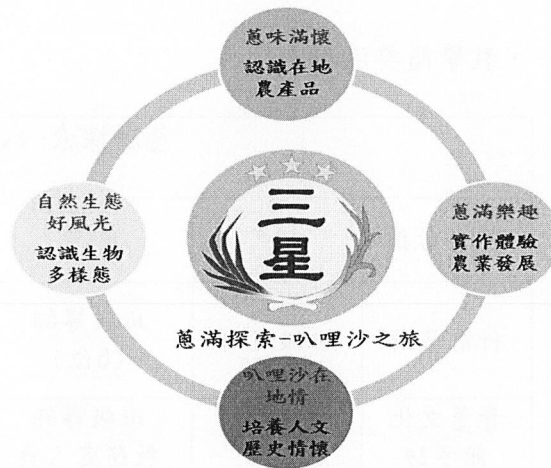 蔥味滿懷
認識在地
農產品
自然生態
好風光
認識生物
多樣態
三
星
蔥滿樂趣
實作體驗
農業發展
蔥滿探索-叭哩沙之旅
叭哩沙在
地情
培養人文
歷史情懷